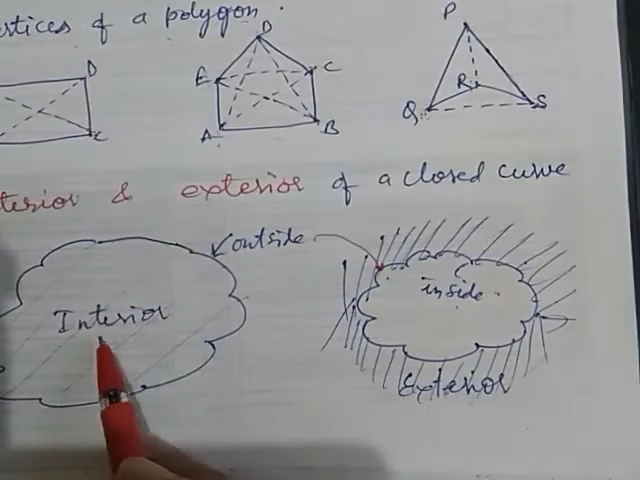 rtices of a polygon.
D
C
D
E
C
A
B
P
R
Q
S
terior & exterior of a closed curve
outside
Interior
inside.
Exterior